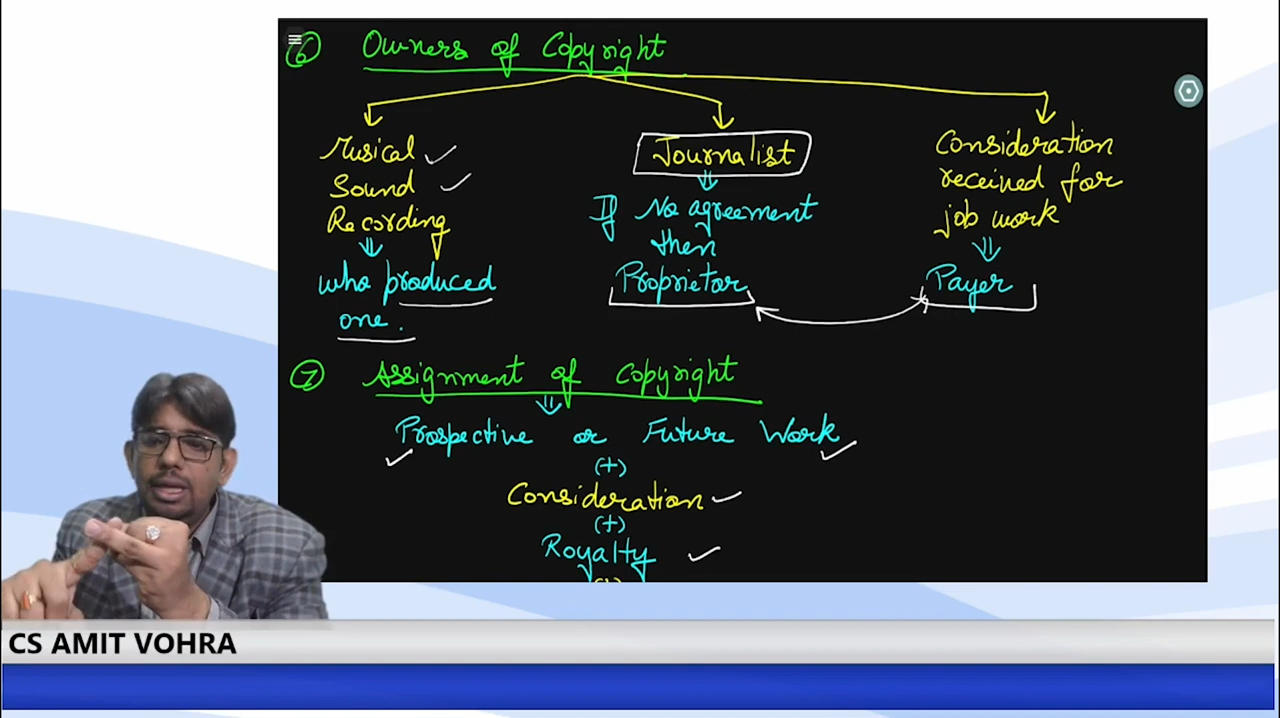 6 Owners of Copyright
Musical
Sound
Recording
who produced
one.
Journalist
If No agreement
then
Proprietor
Consideration
received for
job work
Payer
7 Assignment of Copyright
Prospective or Future Work
(+)
Consideration
(+)
Royalty
CS AMIT VOHRA